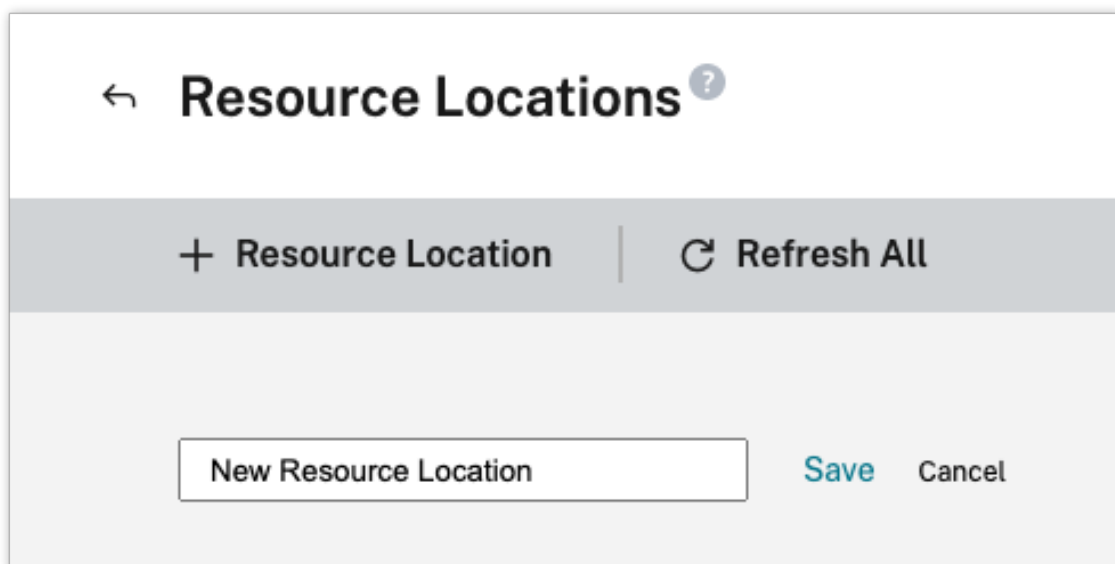 Resource Locations ?
+ Resource Location | Refresh All
New Resource Location Save Cancel